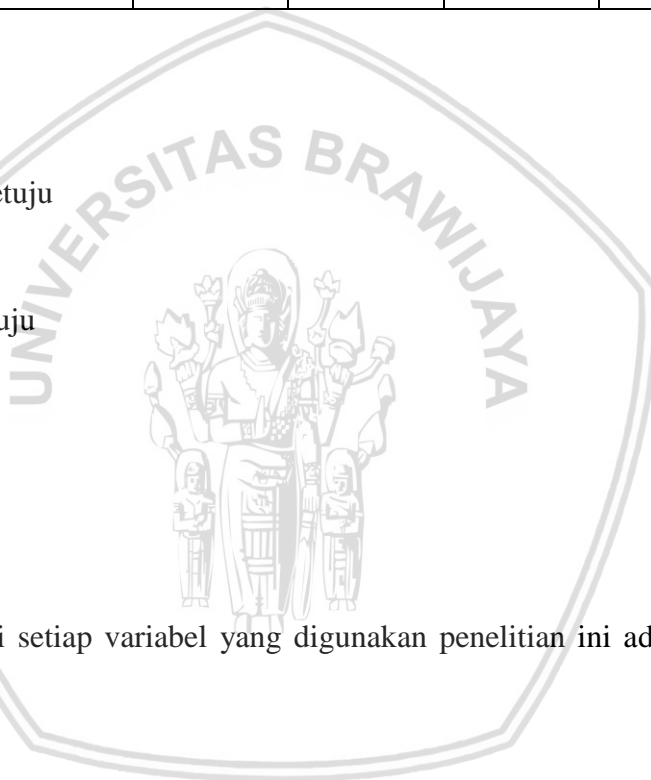 UNIVERSITAS BRAWIJAYA
etuju
uju
i setiap variabel yang digunakan penelitian ini ad